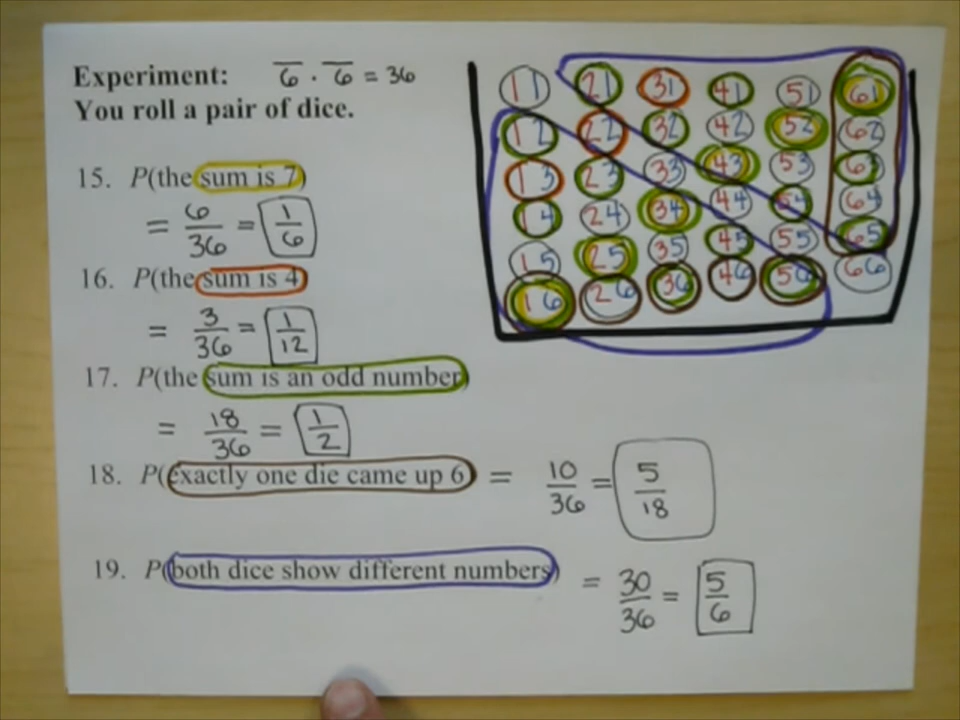 Experiment: 6 · 6 = 36
You roll a pair of dice.
15. P(the sum is 7)
= 6/36 = 1/6
16. P(the sum is 4)
= 3/36 = 1/12
17. P(the sum is an odd number)
= 18/36 = 1/2
18. P(exactly one die came up 6) = 10/36 = 5/18
19. P(both dice show different numbers) = 30/36 = 5/6
11 21 31 41 51 61
12 22 32 42 52 62
13 23 33 43 53 63
14 24 34 44 54 64
15 25 35 45 55 65
16 26 36 46 56 66